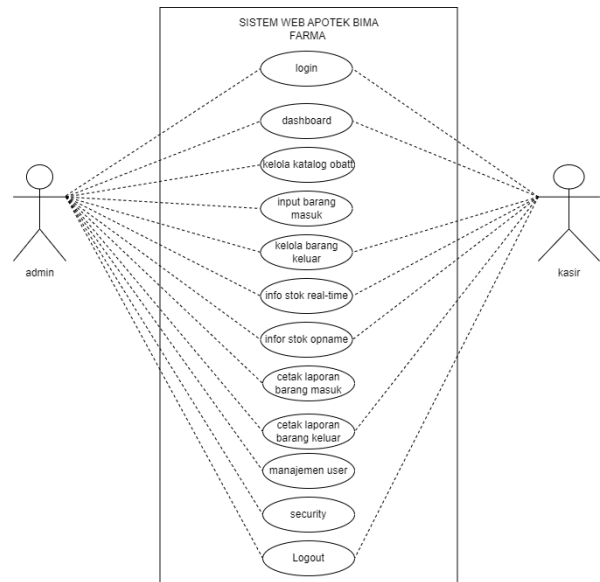 SISTEM WEB APOTEK BIMA
FARMA
login
dashboard
kelola katalog obatt
input barang
masuk
kelola barang
keluar
admin
kasir
info stok real-time
infor stok opname
cetak laporan
barang masuk
cetak laporan
barang keluar
manajemen user
security
Logout